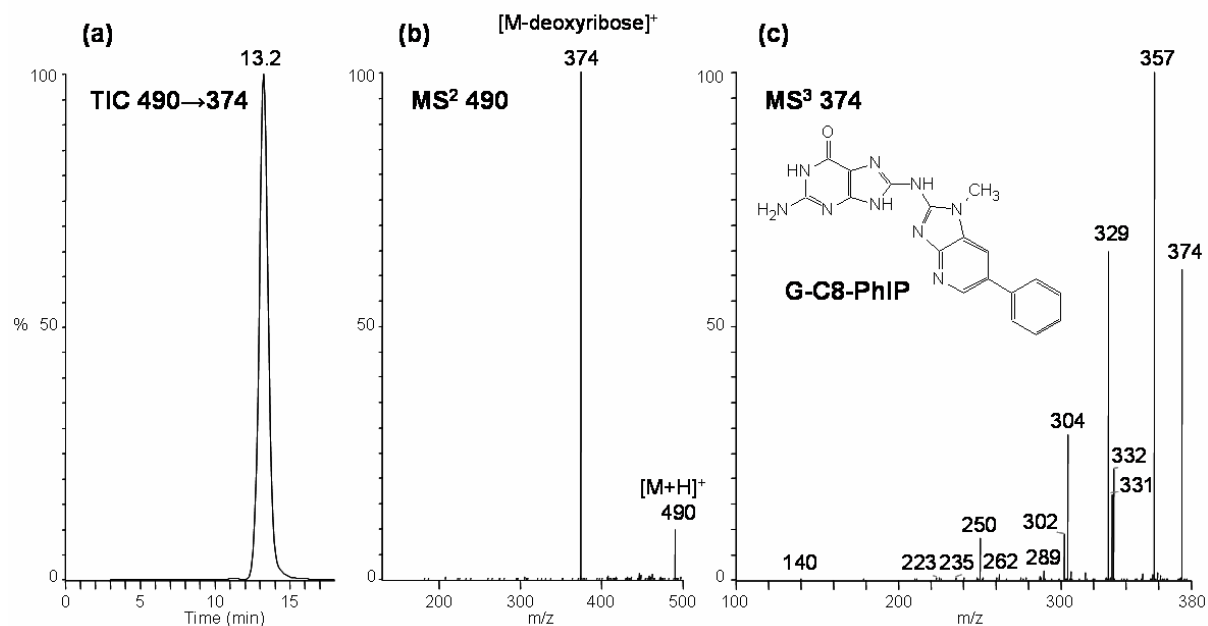 (a)
13.2
100
TIC 490→374
%
50
0
0 5 10 15
Time (min)
(b)
[M-deoxyribose]⁺
374
100
MS² 490
50
[M+H]⁺
490
0
200 300 400 500
m/z
(c)
357
100
MS³ 374
O
N
NH
HN
CH₃
H₂N
N
NH
N
N
N
G-C8-PhIP
329
374
50
304
332
331
302
250
289
140
223
235
262
0
100 200 300 380
m/z